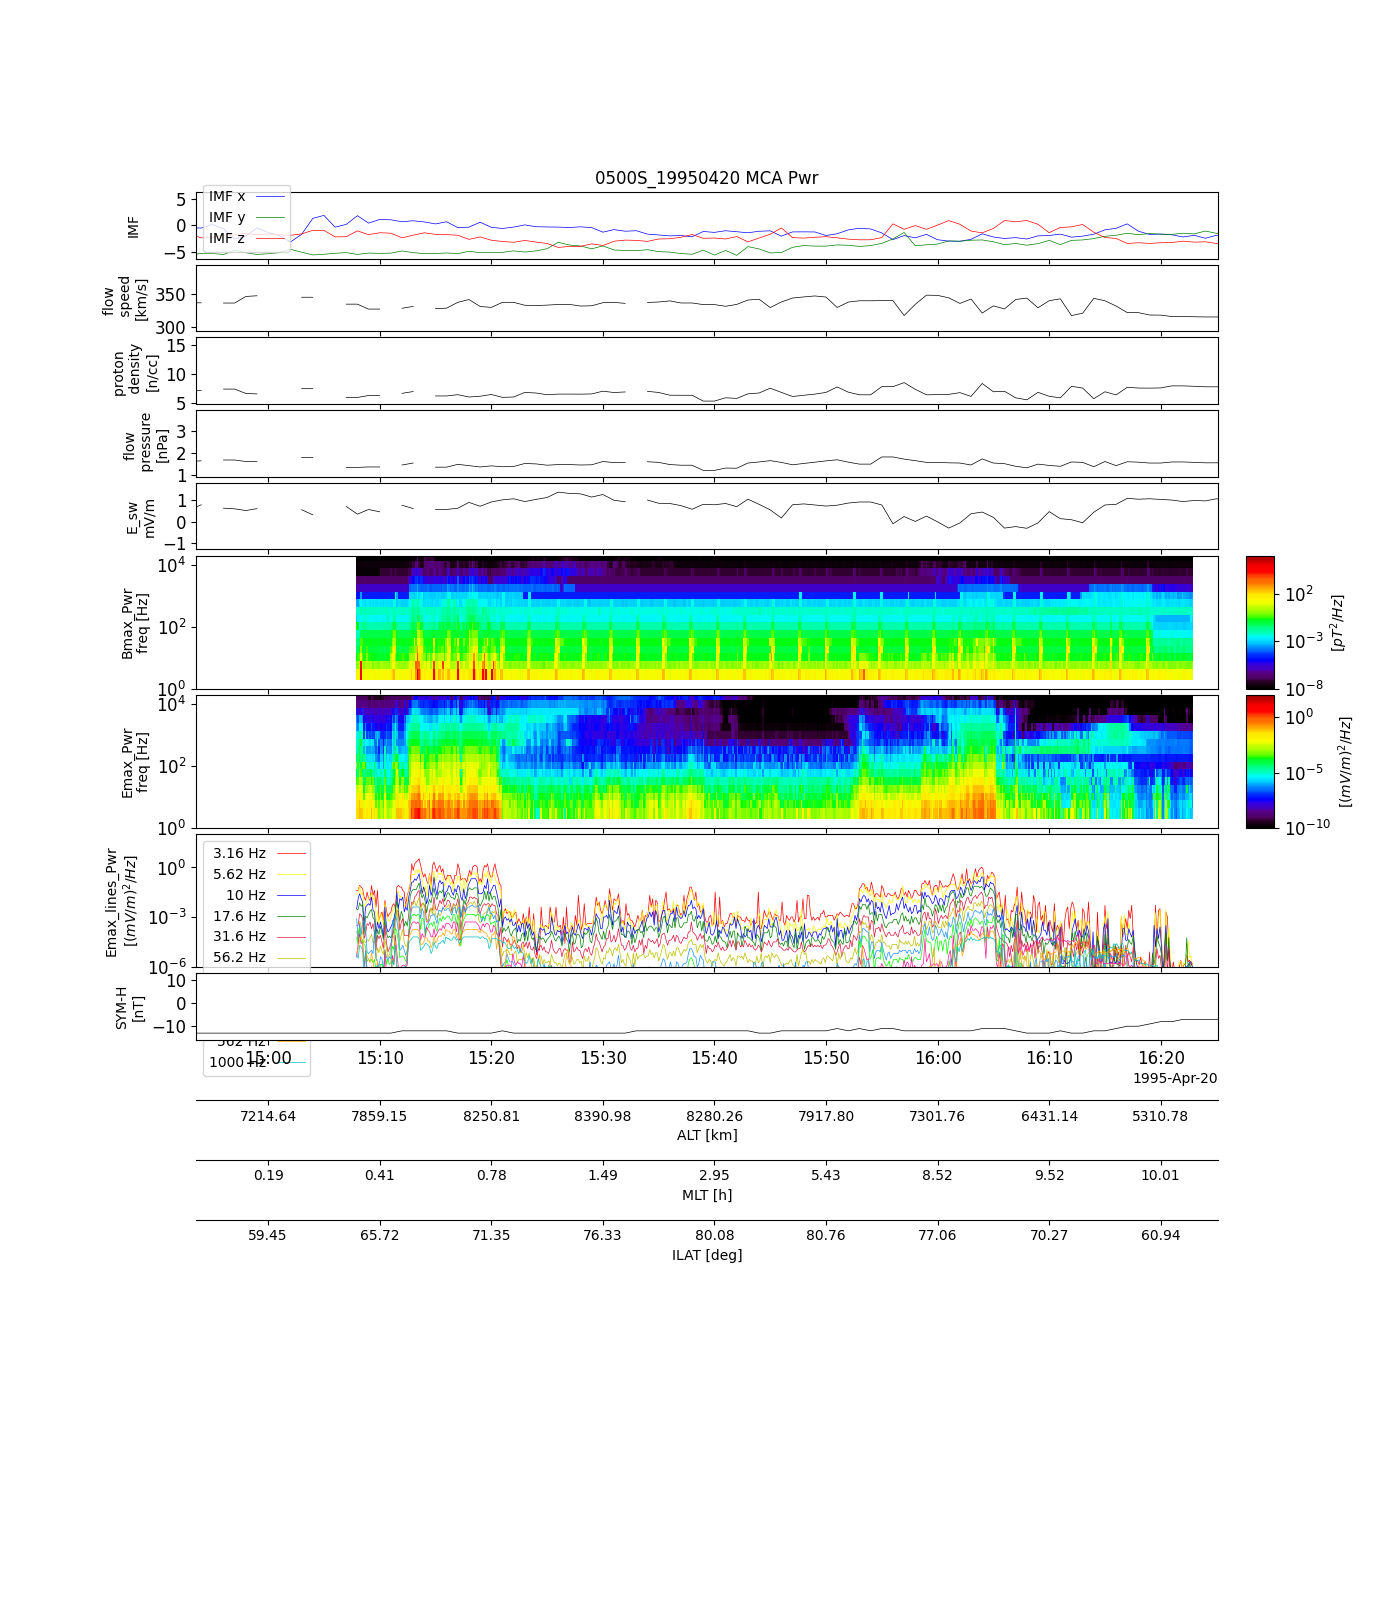 0500S_19950420 MCA Pwr
IMF
5
0
−5
IMF x
IMF y
IMF z
flow
speed
[km/s]
350
300
proton
density
[n/cc]
15
10
5
flow
pressure
[nPa]
3
2
1
E_sw
mV/m
1
0
−1
Bmax_Pwr
freq [Hz]
10^4
10^2
10^0
10^2
10^−3
10^−8
[pT^2/Hz]
Emax_Pwr
freq [Hz]
10^4
10^2
10^0
10^0
10^−5
10^−10
[(mV/m)^2/Hz]
Emax_lines_Pwr
[(mV/m)^2/Hz]
10^0
10^−3
10^−6
3.16 Hz
5.62 Hz
10 Hz
17.6 Hz
31.6 Hz
56.2 Hz
SYM-H
[nT]
10
0
−10
562 Hz
1000 Hz
15:00 15:10 15:20 15:30 15:40 15:50 16:00 16:10 16:20
1995-Apr-20
7214.64 7859.15 8250.81 8390.98 8280.26 7917.80 7301.76 6431.14 5310.78
ALT [km]
0.19 0.41 0.78 1.49 2.95 5.43 8.52 9.52 10.01
MLT [h]
59.45 65.72 71.35 76.33 80.08 80.76 77.06 70.27 60.94
ILAT [deg]